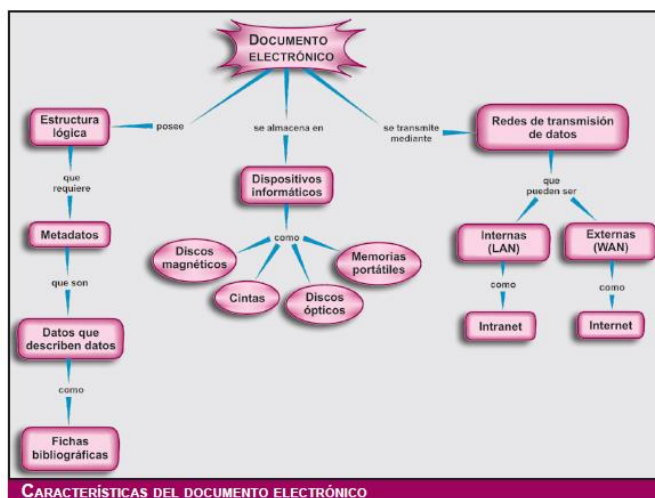 DOCUMENTO
ELECTRÓNICO
Estructura
lógica
posee
se almacena en
se transmite
mediante
Redes de transmisión
de datos
que
requiere
Dispositivos
informáticos
que
puedan ser
Metadatos
como
Discos
magnéticos
Memorias
portátiles
Cintas
Discos
ópticos
Internas
(LAN)
Externas
(WAN)
que son
como
como
Datos que
describen datos
Intranet
Internet
como
Fichas
bibliográficas
CARACTERÍSTICAS DEL DOCUMENTO ELECTRÓNICO